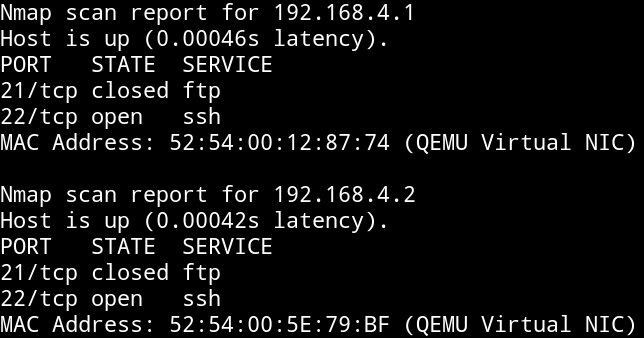 Nmap scan report for 192.168.4.1
Host is up (0.00046s latency).
PORT   STATE  SERVICE
21/tcp closed ftp
22/tcp open   ssh
MAC Address: 52:54:00:12:87:74 (QEMU Virtual NIC)

Nmap scan report for 192.168.4.2
Host is up (0.00042s latency).
PORT   STATE  SERVICE
21/tcp closed ftp
22/tcp open   ssh
MAC Address: 52:54:00:5E:79:BF (QEMU Virtual NIC)